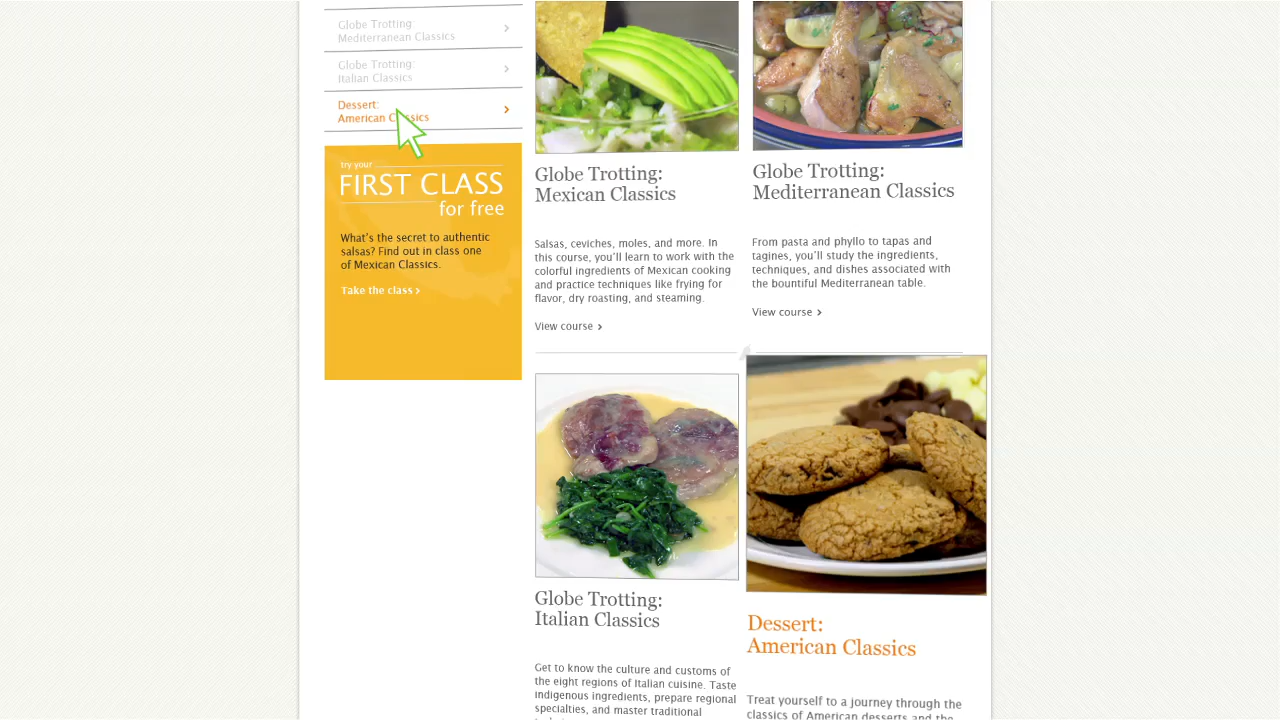 Globe Trotting
Mediterranean Classics
Globe Trotting:
Italian Classics
Dessert:
American Classics
try your
FIRST CLASS
for free
What's the secret to authentic
salsas? Find out in class one
of Mexican Classics.
Take the class
Globe Trotting:
Mexican Classics
Salsas, ceviches, moles, and more. In
this course, you'll learn to work with the
colorful ingredients of Mexican cooking
and practice techniques like frying for
flavor, dry roasting, and steaming.
View course
Globe Trotting:
Mediterranean Classics
From pasta and phyllo to tapas and
tagines, you'll study the ingredients,
techniques, and dishes associated with
the bountiful Mediterranean table.
View course
Globe Trotting:
Italian Classics
Get to know the culture and customs of
the eight regions of Italian cuisine. Taste
indigenous ingredients, prepare regional
specialties, and master traditional
Dessert:
American Classics
Treat yourself to a journey through the
classics of American desserts and the